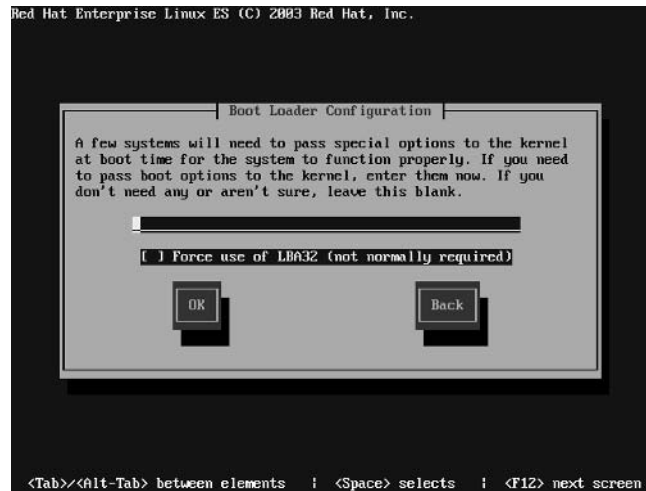 Red Hat Enterprise Linux ES (C) 2003 Red Hat, Inc.
Boot Loader Configuration
A few systems will need to pass special options to the kernel
at boot time for the system to function properly. If you need
to pass boot options to the kernel, enter them now. If you
don't need any or aren't sure, leave this blank.
[ ] Force use of LBA32 (not normally required)
OK Back
<Tab>/<Alt-Tab> between elements | <Space> selects | <F12> next screen